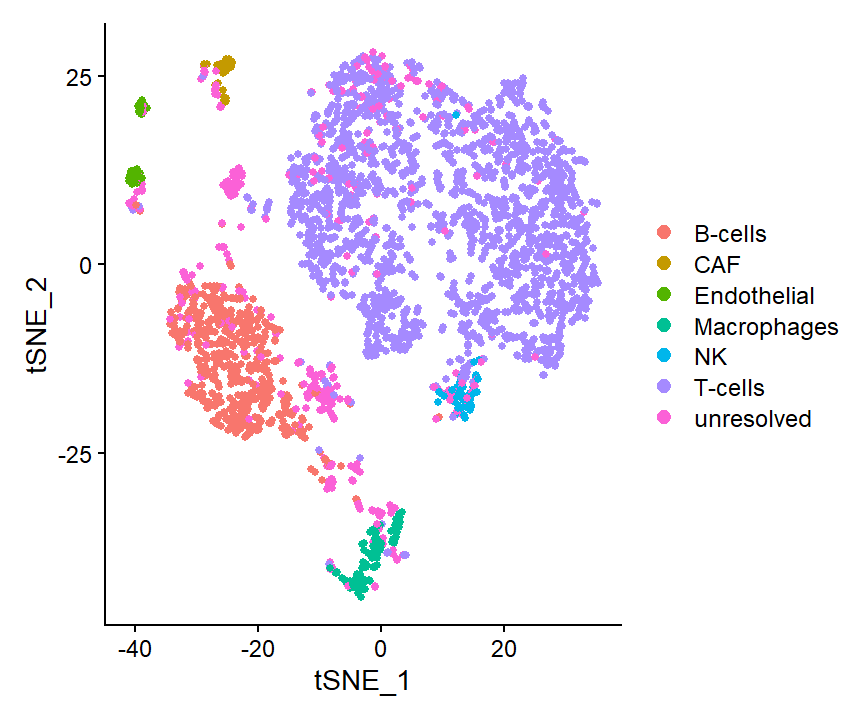 25
0
-25
tSNE_2
-40
-20
0
20
tSNE_1
B-cells
CAF
Endothelial
Macrophages
NK
T-cells
unresolved